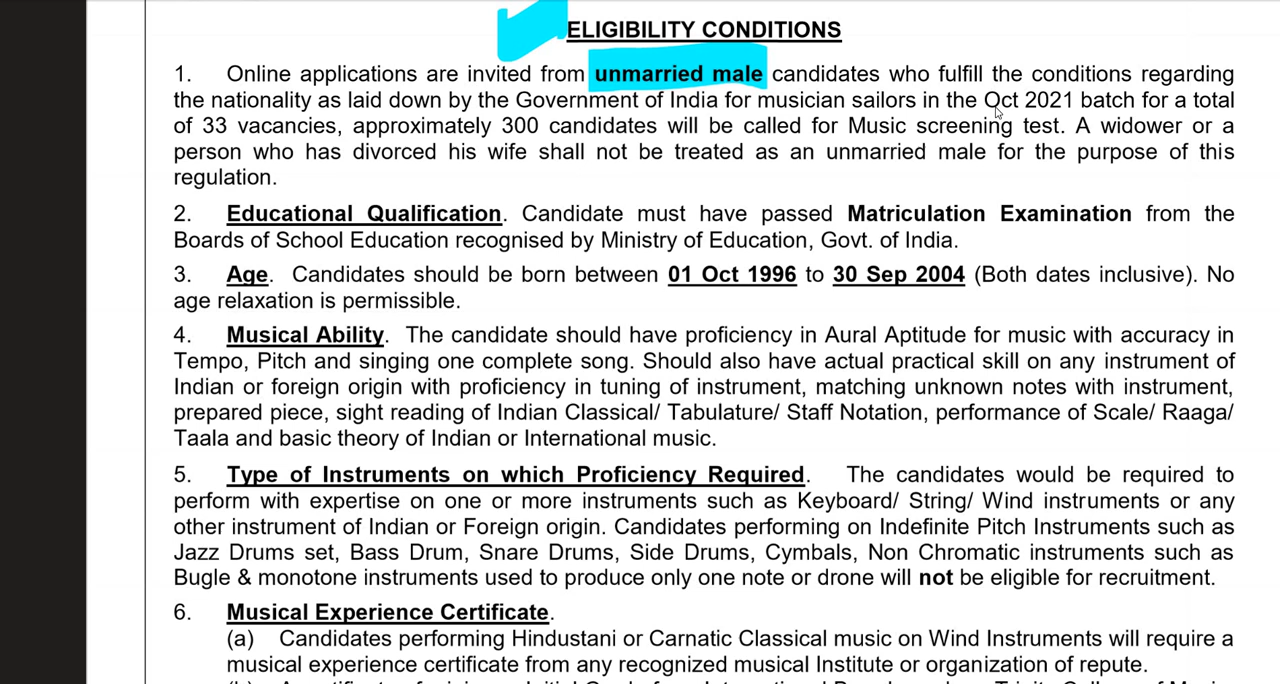 ELIGIBILITY CONDITIONS
1. Online applications are invited from unmarried male candidates who fulfill the conditions regarding
the nationality as laid down by the Government of India for musician sailors in the Oct 2021 batch for a total
of 33 vacancies, approximately 300 candidates will be called for Music screening test. A widower or a
person who has divorced his wife shall not be treated as an unmarried male for the purpose of this
regulation.
2. Educational Qualification. Candidate must have passed Matriculation Examination from the
Boards of School Education recognised by Ministry of Education, Govt. of India.
3. Age. Candidates should be born between 01 Oct 1996 to 30 Sep 2004 (Both dates inclusive). No
age relaxation is permissible.
4. Musical Ability. The candidate should have proficiency in Aural Aptitude for music with accuracy in
Tempo, Pitch and singing one complete song. Should also have actual practical skill on any instrument of
Indian or foreign origin with proficiency in tuning of instrument, matching unknown notes with instrument,
prepared piece, sight reading of Indian Classical/ Tabulature/ Staff Notation, performance of Scale/ Raaga/
Taala and basic theory of Indian or International music.
5. Type of Instruments on which Proficiency Required. The candidates would be required to
perform with expertise on one or more instruments such as Keyboard/ String/ Wind instruments or any
other instrument of Indian or Foreign origin. Candidates performing on Indefinite Pitch Instruments such as
Jazz Drums set, Bass Drum, Snare Drums, Side Drums, Cymbals, Non Chromatic instruments such as
Bugle & monotone instruments used to produce only one note or drone will not be eligible for recruitment.
6. Musical Experience Certificate.
(a) Candidates performing Hindustani or Carnatic Classical music on Wind Instruments will require a
musical experience certificate from any recognized musical Institute or organization of repute.